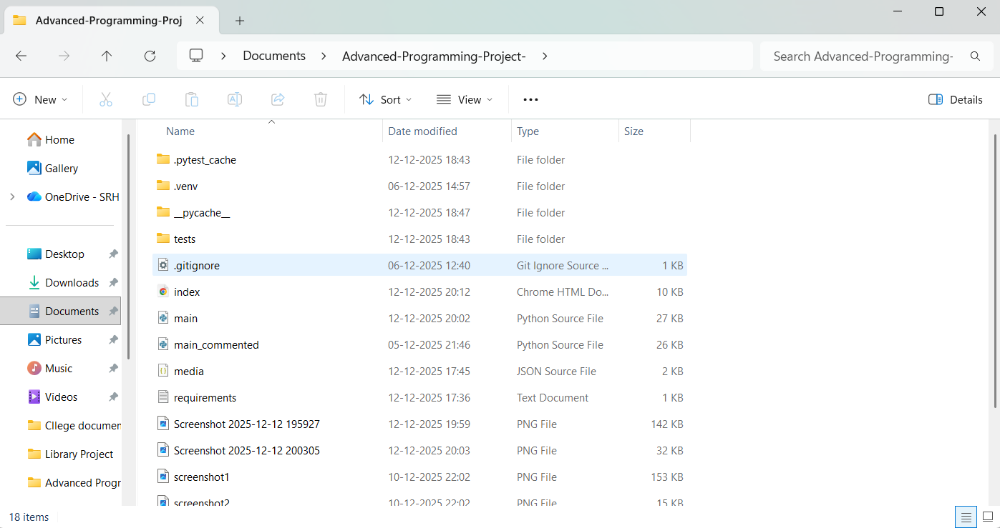 Advanced-Programming-Proj
Documents Advanced-Programming-Project- Search Advanced-Programming-
New Sort View Details
Name Date modified Type Size
Home
Gallery
OneDrive - SRH
Desktop
Downloads
Documents
Pictures
Music
Videos
Cllege documen
Library Project
Advanced Progr
.pytest_cache 12-12-2025 18:43 File folder
.venv 06-12-2025 14:57 File folder
__pycache__ 12-12-2025 18:47 File folder
tests 12-12-2025 18:43 File folder
.gitignore 06-12-2025 12:40 Git Ignore Source ... 1 KB
index 12-12-2025 20:12 Chrome HTML Do... 10 KB
main 12-12-2025 20:02 Python Source File 27 KB
main_commented 05-12-2025 21:46 Python Source File 26 KB
media 12-12-2025 17:45 JSON Source File 2 KB
requirements 12-12-2025 17:36 Text Document 1 KB
Screenshot 2025-12-12 195927 12-12-2025 19:59 PNG File 142 KB
Screenshot 2025-12-12 200305 12-12-2025 20:03 PNG File 32 KB
screenshot1 10-12-2025 22:02 PNG File 153 KB
screenshot2 10-12-2025 22:02 PNG File 15 KB
18 items